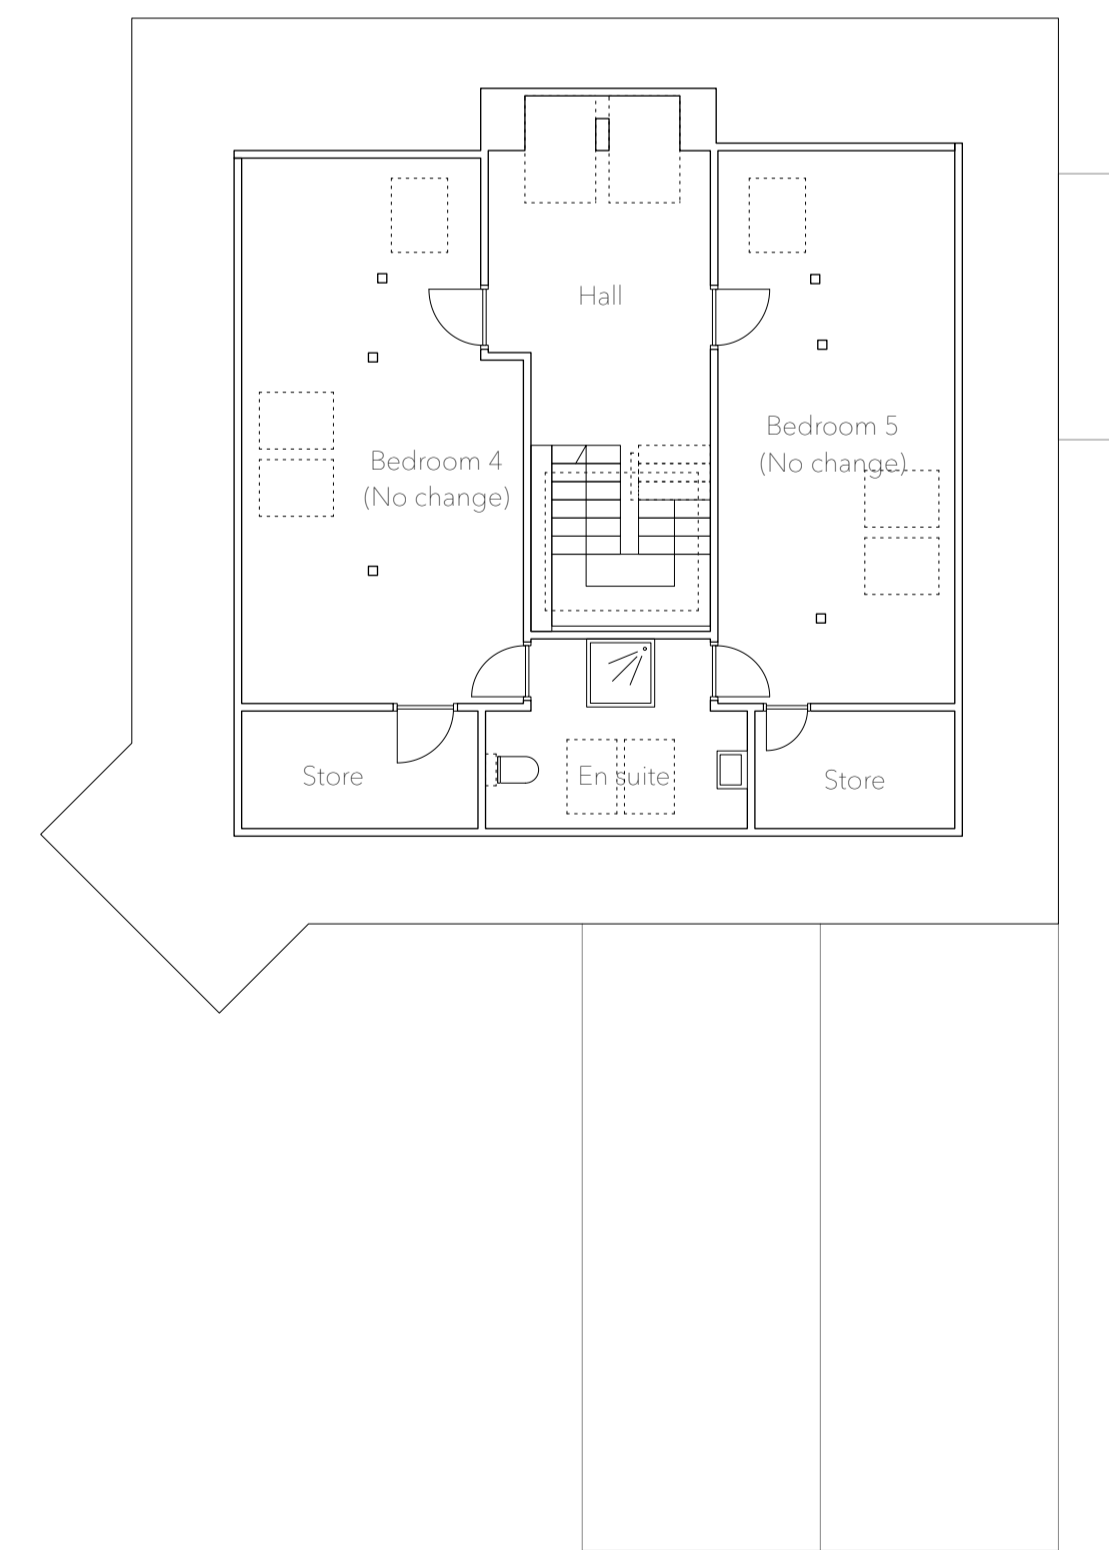 Hall
Bedroom 5
(No change)
Bedroom 4
(No change)
Store
En suite
Store